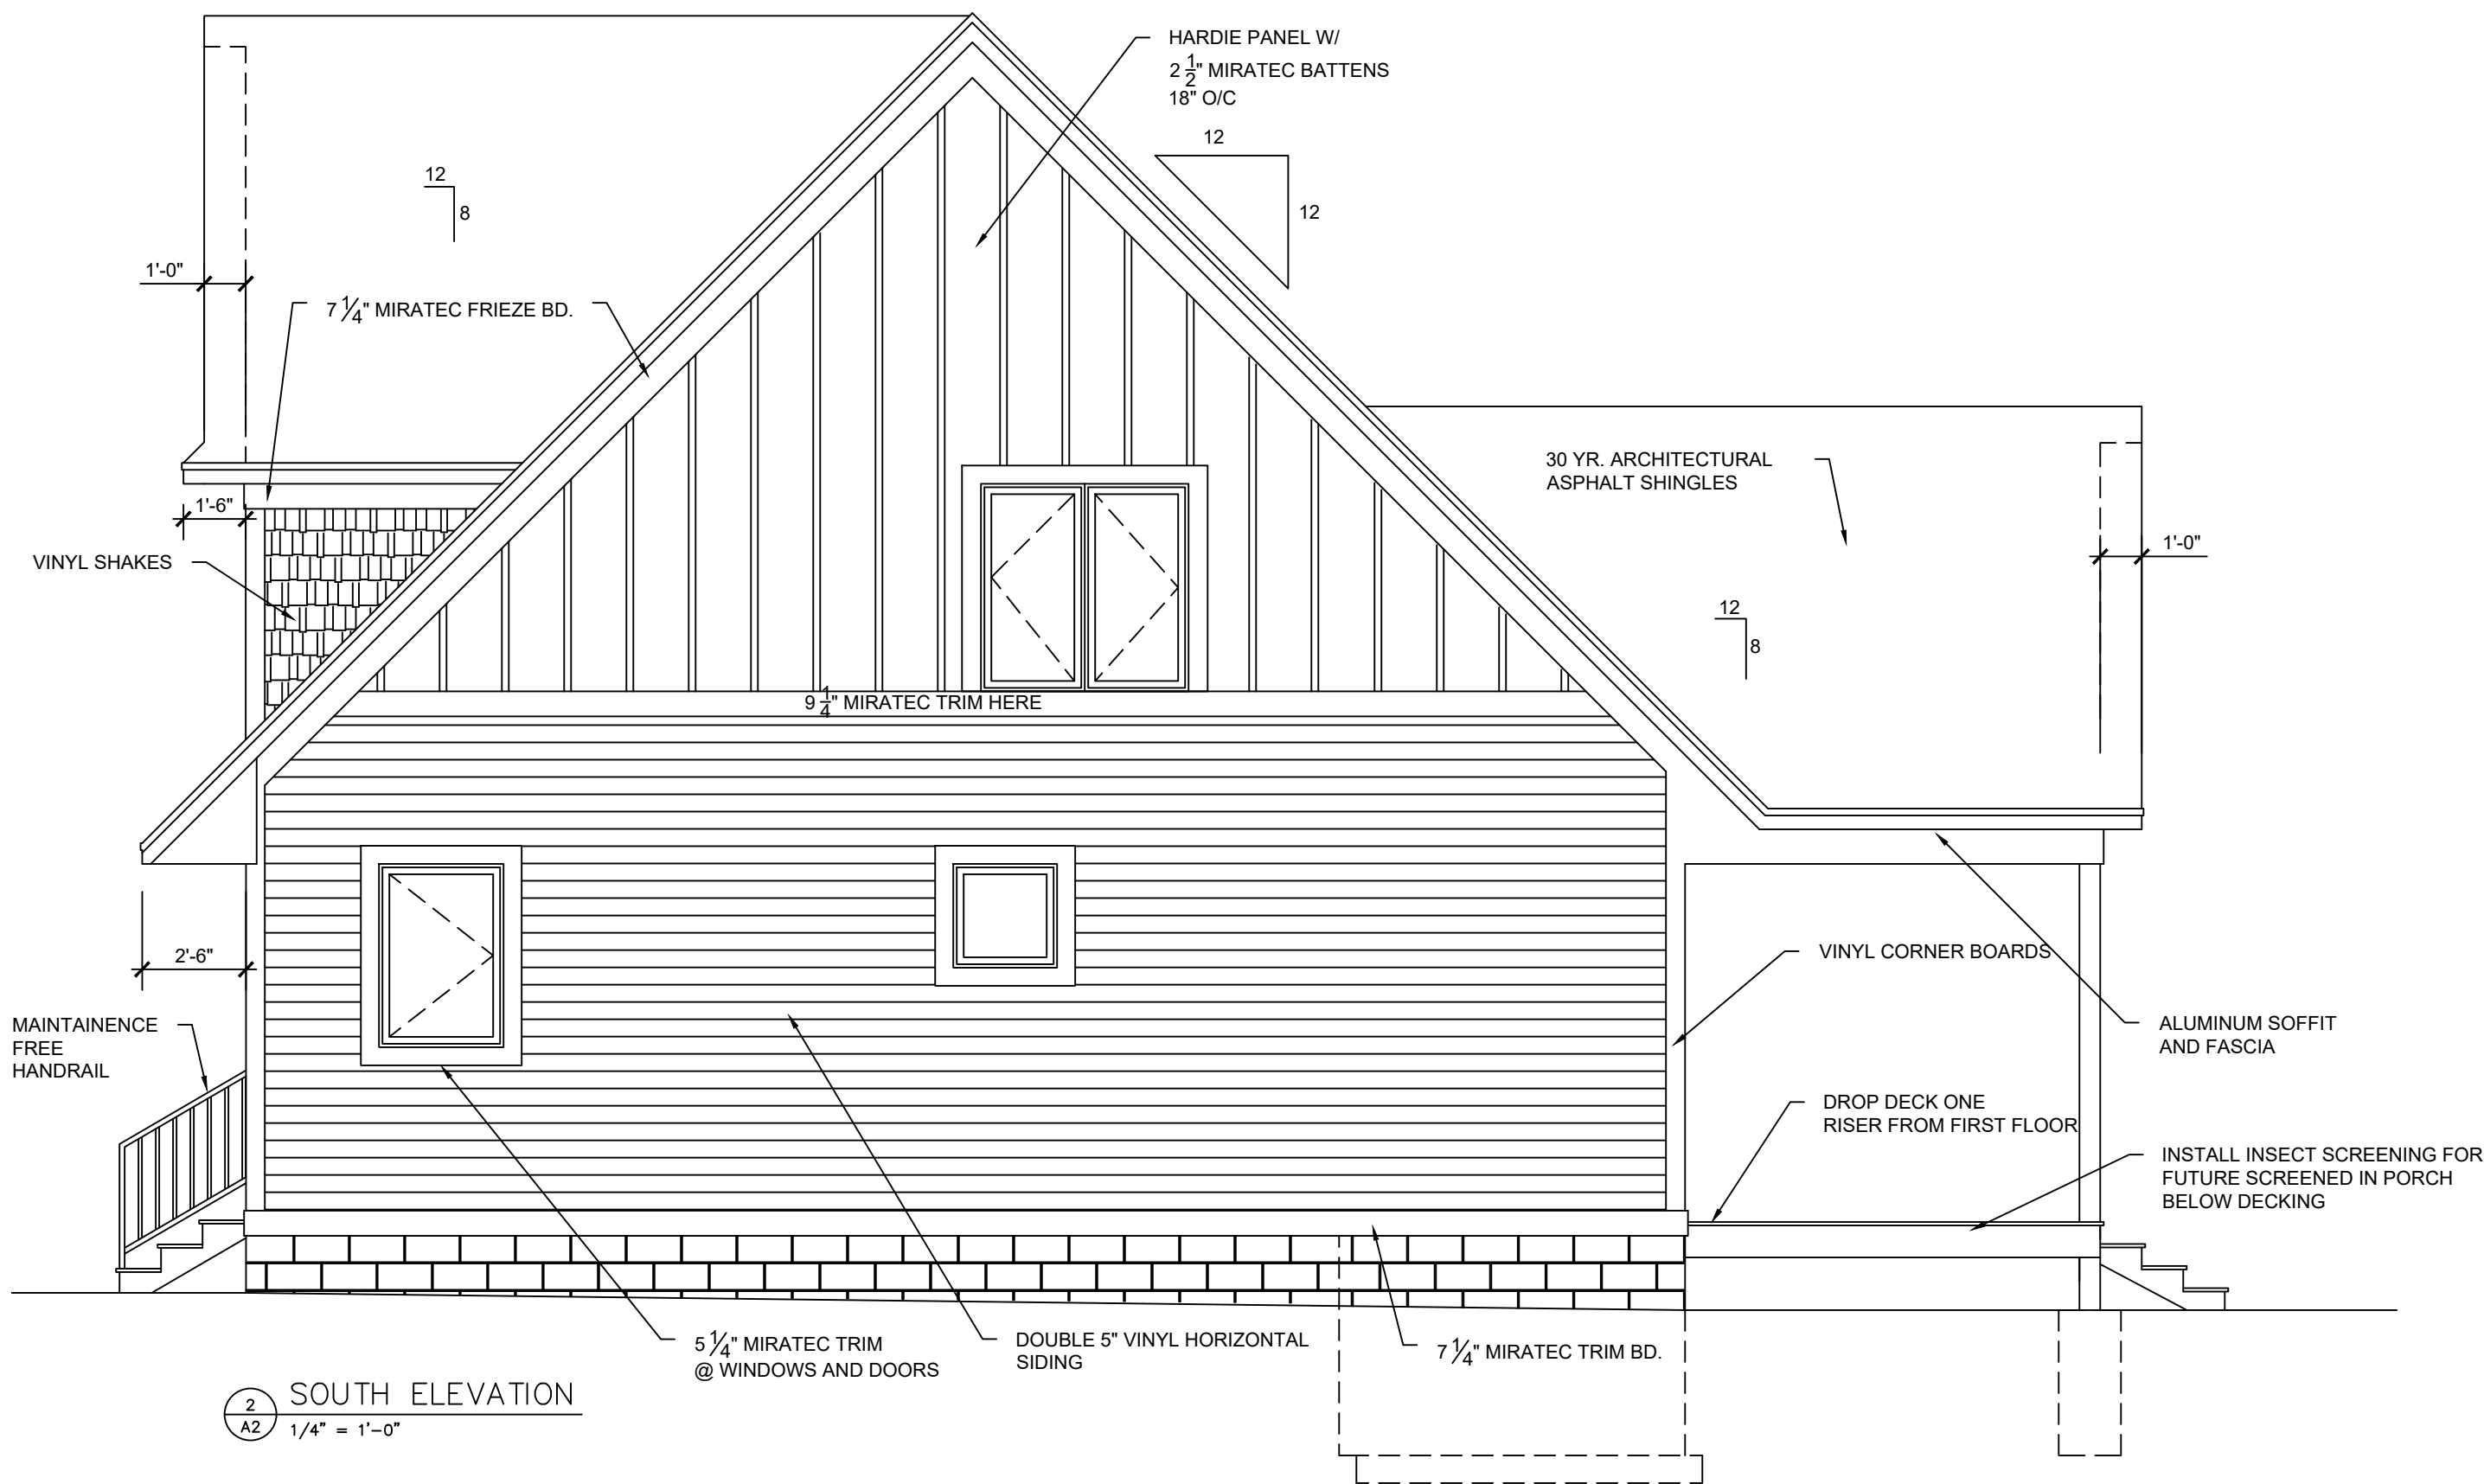 HARDIE PANEL W/
2 1/2" MIRATEC BATTENS
18" O/C
12
12
12
8
1'-0"
7 1/4" MIRATEC FRIEZE BD.
30 YR. ARCHITECTURAL
ASPHALT SHINGLES
1'-6"
VINYL SHAKES
1'-0"
12
8
9 1/4" MIRATEC TRIM HERE
2'-6"
VINYL CORNER BOARDS
MAINTAINENCE
FREE
HANDRAIL
ALUMINUM SOFFIT
AND FASCIA
DROP DECK ONE
RISER FROM FIRST FLOOR
INSTALL INSECT SCREENING FOR
FUTURE SCREENED IN PORCH
BELOW DECKING
5 1/4" MIRATEC TRIM
@ WINDOWS AND DOORS
DOUBLE 5" VINYL HORIZONTAL
SIDING
7 1/4" MIRATEC TRIM BD.
2
A2
SOUTH ELEVATION
1/4" = 1'-0"